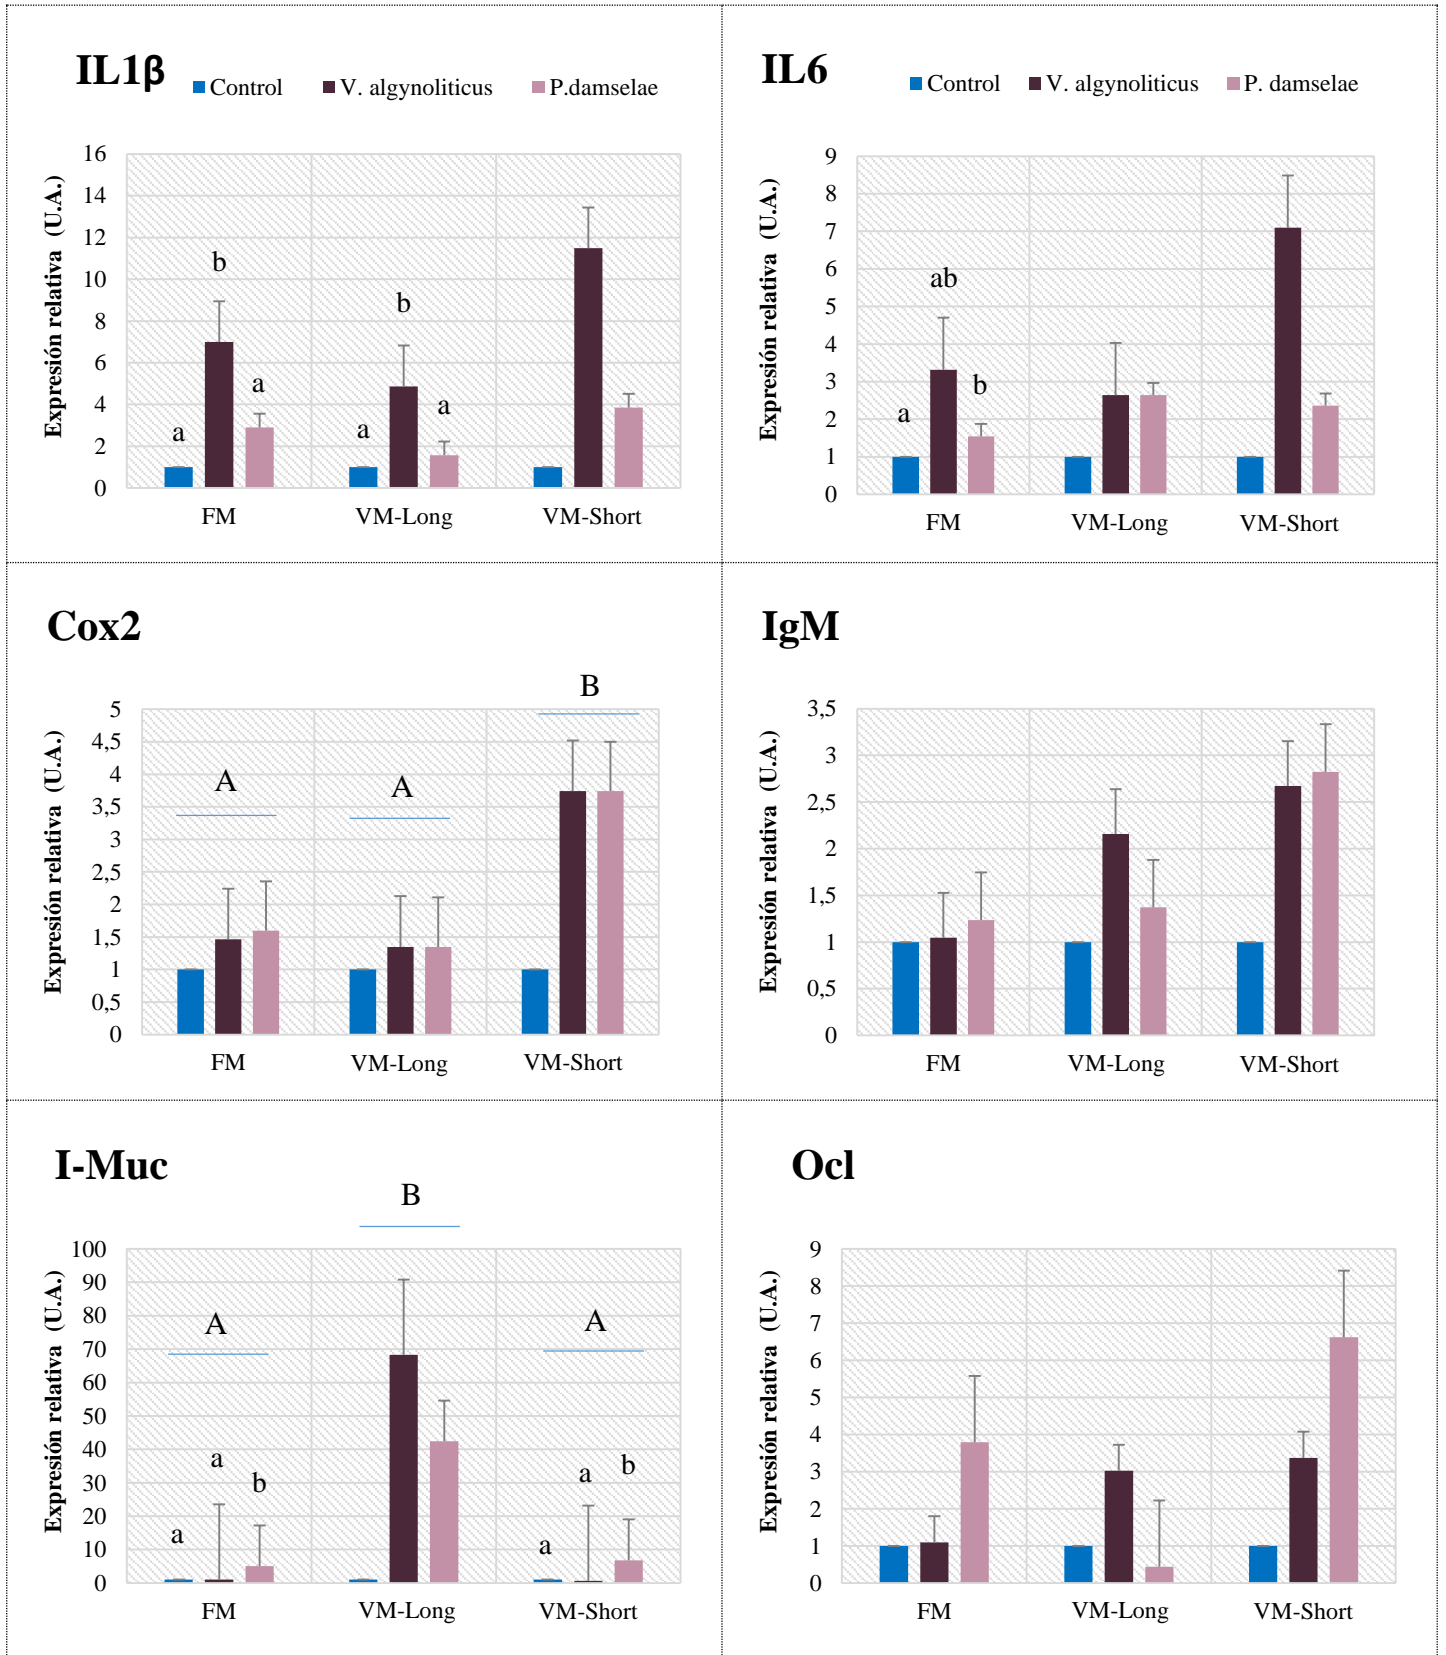 IL1β
Control V. algynoliticus P.damselae
Expresión relativa (U.A.)
16
14
12
10
8
6
4
2
0
a b a
a b a
FM VM-Long VM-Short
IL6
Control V. algynoliticus P. damselae
Expresión relativa (U.A.)
9
8
7
6
5
4
3
2
1
0
a ab b
FM VM-Long VM-Short
Cox2
Expresión relativa (U.A.)
5
4,5
4
3,5
3
2,5
2
1,5
1
0,5
0
A A B
FM VM-Long VM-Short
IgM
Expresión relativa (U.A.)
3,5
3
2,5
2
1,5
1
0,5
0
FM VM-Long VM-Short
I-Muc
Expresión relativa (U.A.)
100
90
80
70
60
50
40
30
20
10
0
A B A
a a b
a a b
FM VM-Long VM-Short
Ocl
Expresión relativa (U.A.)
9
8
7
6
5
4
3
2
1
0
FM VM-Long VM-Short